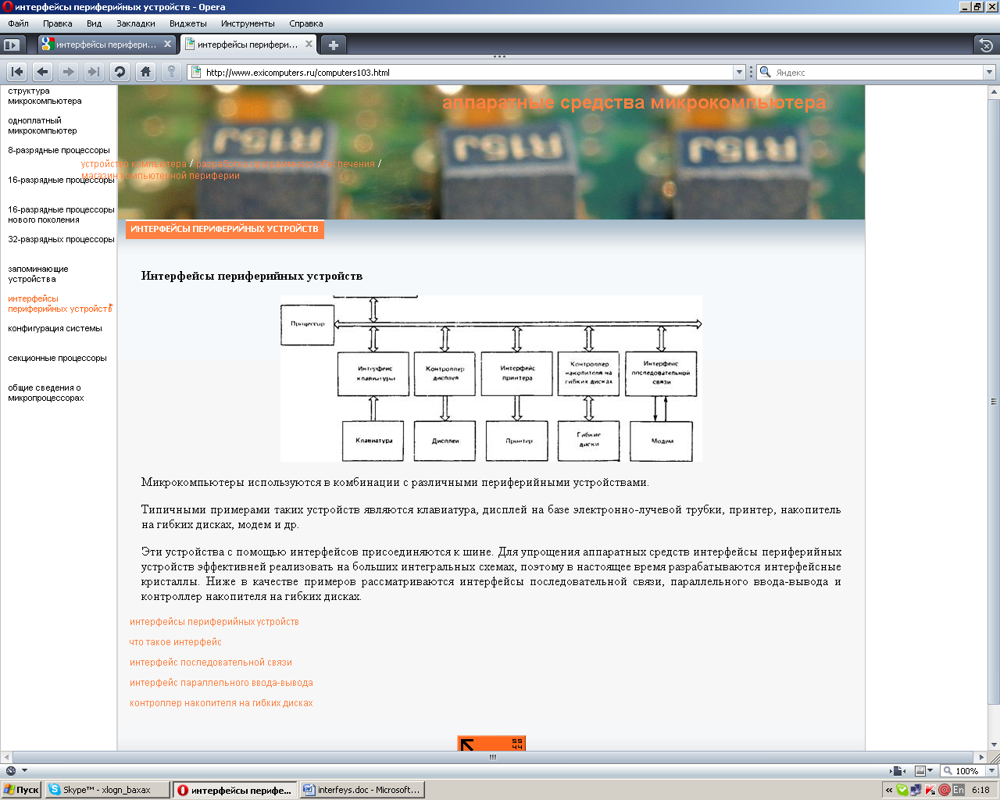 интерфейсы периферийных устройств - Opera
Файл Правка Вид Закладки Виджеты Инструменты Справка
интерфейсы перифери... интерфейсы перифери...
http://www.exicomputers.ru/computers103.html Яндекс
структура
микрокомпьютера
одноплатный
микрокомпьютер
8-разрядные процессоры
16-разрядные процессоры
16-разрядные процессоры
нового поколения
32-разрядных процессоры
запоминающие
устройства
интерфейсы
периферийных устройств
конфигурация системы
секционные процессоры
общие сведения о
микропроцессорах
аппаратные средства микрокомпьютера
R15J R15J R15J
устройство компьютера / разработка программного обеспечения /
магазин компьютерной периферии
ИНТЕРФЕЙСЫ ПЕРИФЕРИЙНЫХ УСТРОЙСТВ
Интерфейсы периферийных устройств
Процессор
Интерфейс
клавиатуры
Контроллер
дисплея
Интерфейс
принтера
Контроллер
накопителя на
гибких дисках
Интерфейс
последовательной
связи
Клавиатура
Дисплей
Принтер
Гибкие
диски
Модем
Микрокомпьютеры используются в комбинации с различными периферийными устройствами.
Типичными примерами таких устройств являются клавиатура, дисплей на базе электронно-лучевой трубки, принтер, накопитель
на гибких дисках, модем и др.
Эти устройства с помощью интерфейсов присоединяются к шине. Для упрощения аппаратных средств интерфейсы периферийных
устройств эффективней реализовать на больших интегральных схемах, поэтому в настоящее время разрабатываются интерфейсные
кристаллы. Ниже в качестве примеров рассматриваются интерфейсы последовательной связи, параллельного ввода-вывода и
контроллер накопителя на гибких дисках.
интерфейсы периферийных устройств
что такое интерфейс
интерфейс последовательной связи
интерфейс параллельного ввода-вывода
контроллер накопителя на гибких дисках
55
44
100%
Пуск Skype™ - xlogn_baxax интерфейсы перифе... interfeys.doc - Microsoft... « En 6:18